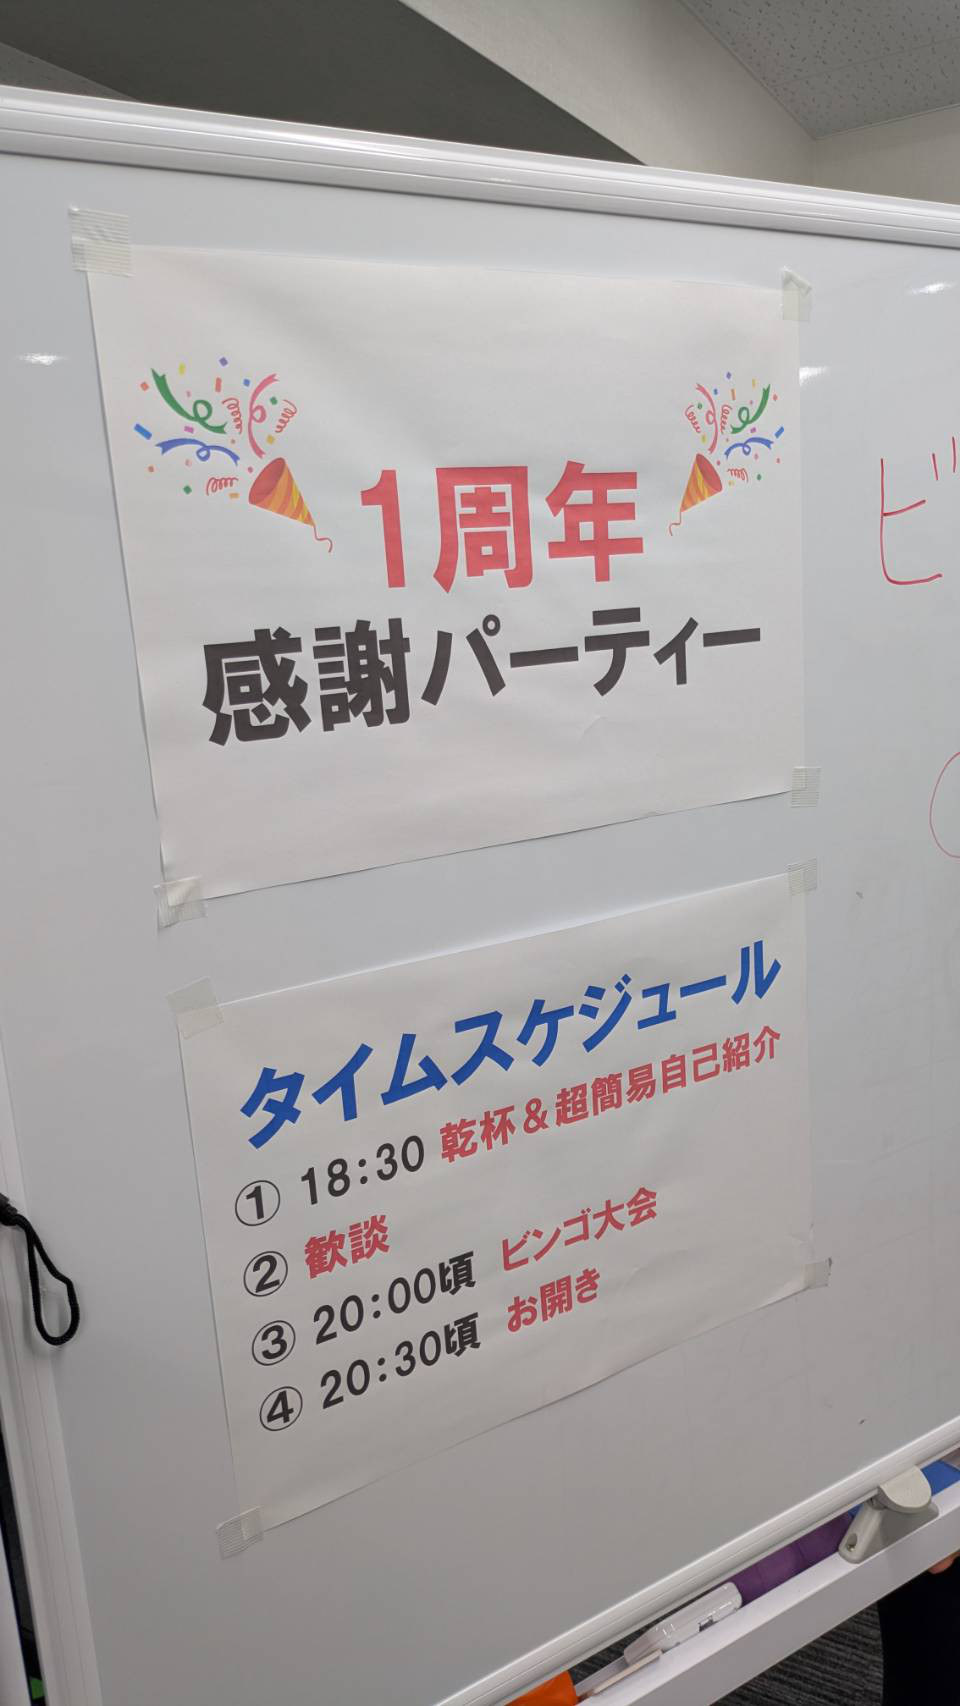 1周年
感謝パーティー
タイムスケジュール
① 18:30 乾杯＆超簡易自己紹介
② 歓談
③ 20:00頃 ビンゴ大会
④ 20:30頃 お開き
ビ